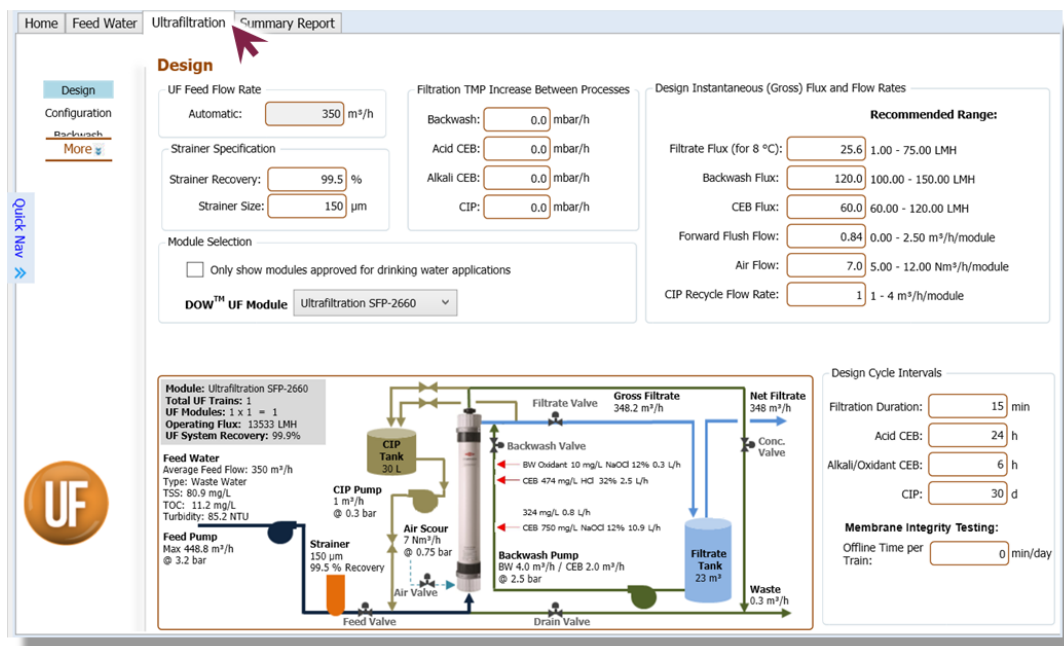 Home Feed Water Ultrafiltration Summary Report
Design
Design
Configuration
Backwash
More
Quick Nav
UF Feed Flow Rate
Automatic: 350 m³/h
Strainer Specification
Strainer Recovery: 99.5 %
Strainer Size: 150 µm
Filtration TMP Increase Between Processes
Backwash: 0.0 mbar/h
Acid CEB: 0.0 mbar/h
Alkali CEB: 0.0 mbar/h
CIP: 0.0 mbar/h
Design Instantaneous (Gross) Flux and Flow Rates
Recommended Range:
Filtrate Flux (for 8 °C): 25.6 1.00 - 75.00 LMH
Backwash Flux: 120.0 100.00 - 150.00 LMH
CEB Flux: 60.0 60.00 - 120.00 LMH
Forward Flush Flow: 0.84 0.00 - 2.50 m³/h/module
Air Flow: 7.0 5.00 - 12.00 Nm³/h/module
CIP Recycle Flow Rate: 1 1 - 4 m³/h/module
Module Selection
Only show modules approved for drinking water applications
DOW™ UF Module Ultrafiltration SFP-2660
Module: Ultrafiltration SFP-2660
Total UF Trains: 1
UF Modules: 1 x 1 = 1
Operating Flux: 13533 LMH
UF System Recovery: 99.9%
Feed Water
Average Feed Flow: 350 m³/h
Type: Waste Water
TSS: 80.9 mg/L
TOC: 11.2 mg/L
Turbidity: 85.2 NTU
Feed Pump
Max 448.8 m³/h
@ 3.2 bar
UF
Strainer
150 µm
99.5 % Recovery
CIP
Tank
30 L
CIP Pump
1 m³/h
@ 0.3 bar
Air Scour
7 Nm³/h
@ 0.75 bar
Air Valve
Feed Valve
Filtrate Valve
Gross Filtrate
348.2 m³/h
Net Filtrate
348 m³/h
Backwash Valve
Conc.
Valve
BW Oxidant 10 mg/L NaOCl 12% 0.3 L/h
CEB 474 mg/L HCl 32% 2.5 L/h
324 mg/L 0.8 L/h
CEB 750 mg/L NaOCl 12% 10.9 L/h
Backwash Pump
BW 4.0 m³/h / CEB 2.0 m³/h
@ 2.5 bar
Filtrate
Tank
23 m³
Waste
0.3 m³/h
Drain Valve
Design Cycle Intervals
Filtration Duration: 15 min
Acid CEB: 24 h
Alkali/Oxidant CEB: 6 h
CIP: 30 d
Membrane Integrity Testing:
Offline Time per
Train: 0 min/day